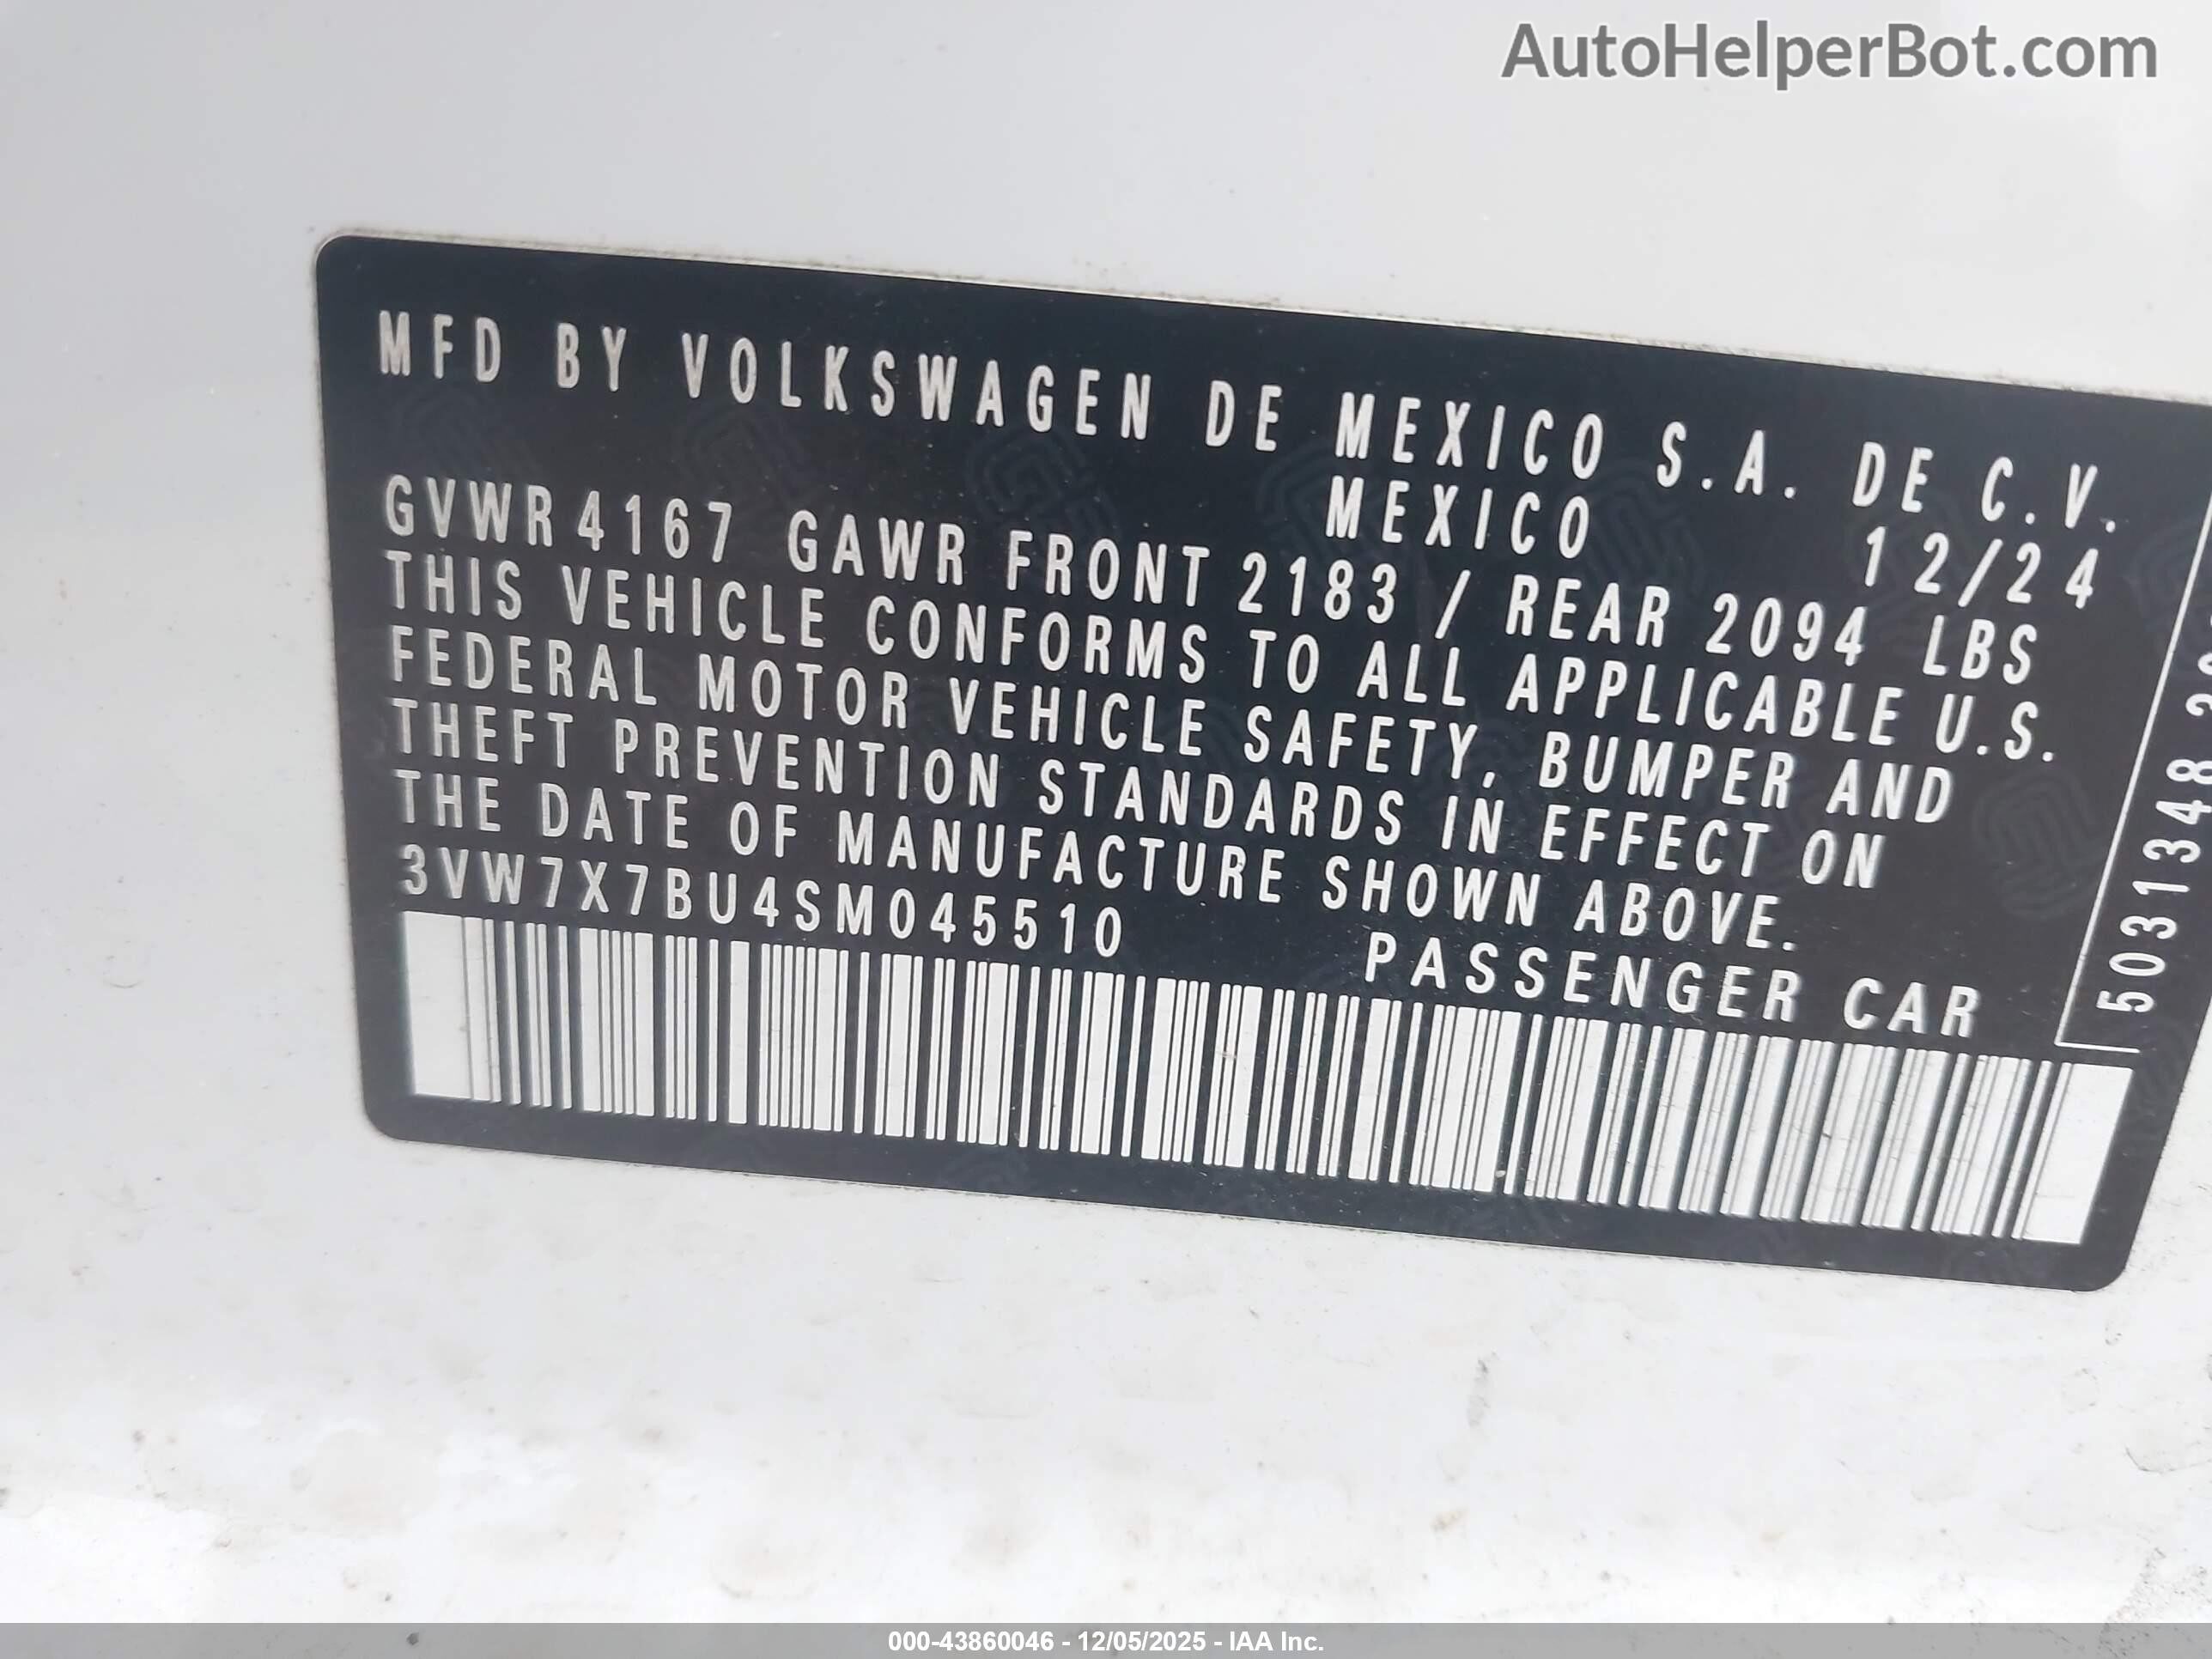 AutoHelperBot.com
MFD BY VOLKSWAGEN DE MEXICO S.A. DE C.V.
MEXICO 12/24
GVWR 4167 GAWR FRONT 2183 / REAR 2094 LBS
THIS VEHICLE CONFORMS TO ALL APPLICABLE U.S.
FEDERAL MOTOR VEHICLE SAFETY, BUMPER AND
THEFT PREVENTION STANDARDS IN EFFECT ON
THE DATE OF MANUFACTURE SHOWN ABOVE.
3VW7X7BU4SM045510 PASSENGER CAR
5031348
000-43860046 - 12/05/2025 - IAA Inc.